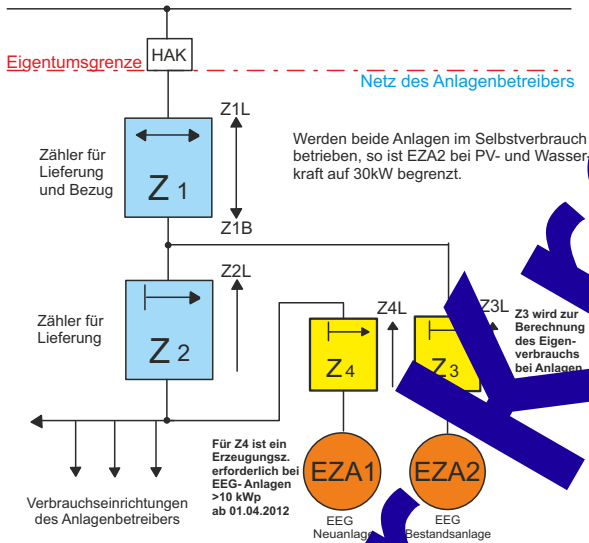 HAK
Eigentumsgrenze
Netz des Anlagenbetreibers
Z1L
Zähler für
Lieferung
und Bezug
Z 1
Z1B
Werden beide Anlagen im Selbstverbrauch
betrieben, so ist EZA2 bei PV- und Wasser-
kraft auf 30kW begrenzt.
Z2L
Zähler für
Lieferung
Z 2
Z4L
Z3L
Z 4
Z 3
Z3 wird zur
Berechnung
des Eigen-
verbrauchs
bei Anlagen
Für Z4 ist ein
Erzeugungsz.
erforderlich bei
EEG- Anlagen
>10 kWp
ab 01.04.2012
EZA1
EZA2
EEG
Neuanlage
EEG
Bestandsanlage
Verbrauchseinrichtungen
des Anlagenbetreibers